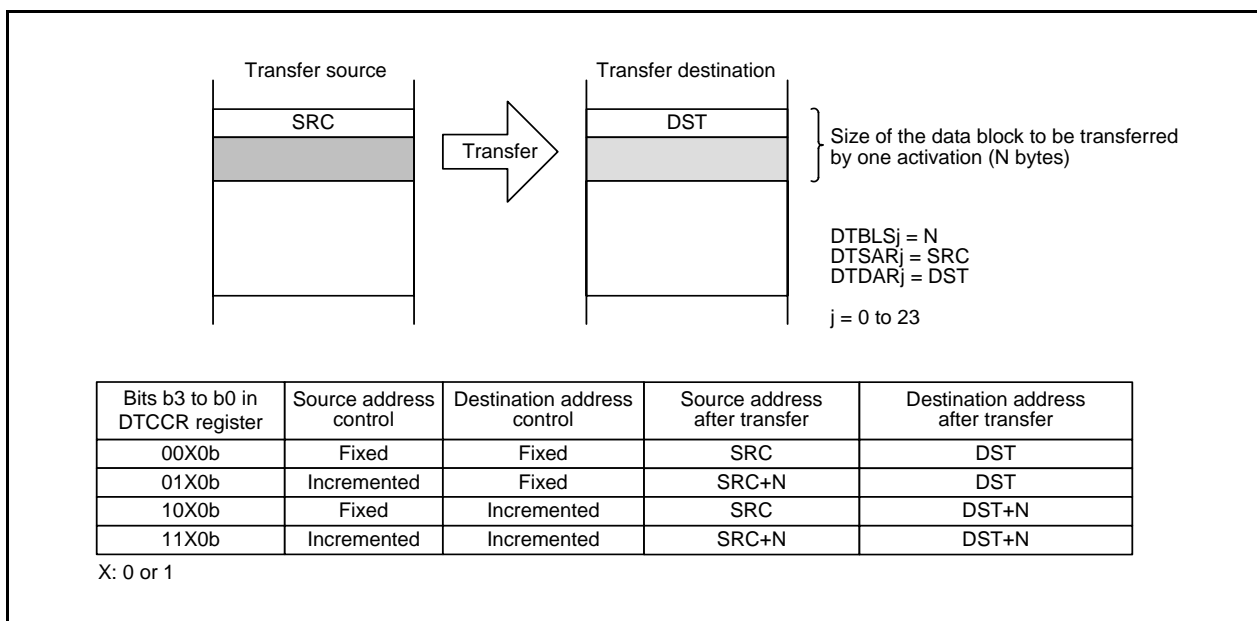 Transfer source
Transfer destination
SRC
DST
Transfer
Size of the data block to be transferred
by one activation (N bytes)
DTBLSj = N
DTSARj = SRC
DTDARj = DST
j = 0 to 23
Bits b3 to b0 in DTCCR register | Source address control | Destination address control | Source address after transfer | Destination address after transfer
00X0b Fixed Fixed SRC DST
01X0b Incremented Fixed SRC+N DST
10X0b Fixed Incremented SRC DST+N
11X0b Incremented Incremented SRC+N DST+N
X: 0 or 1